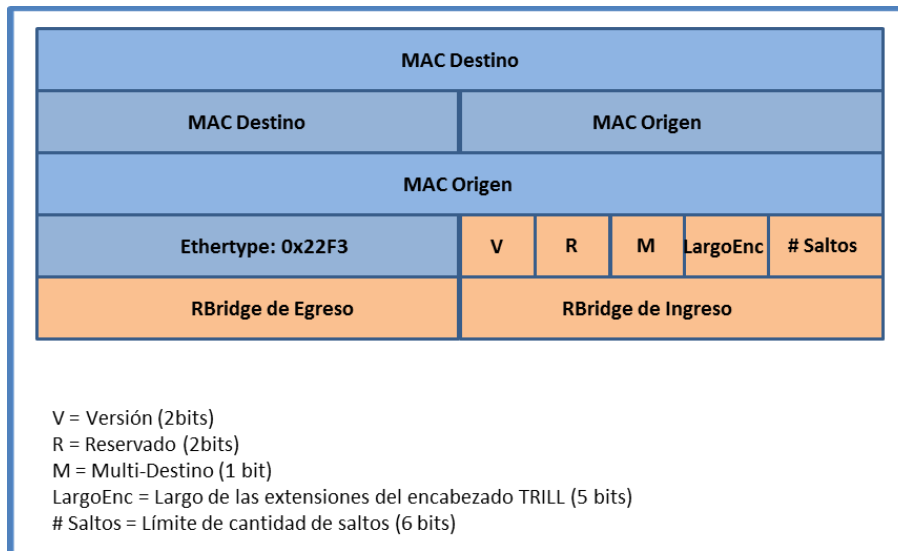 MAC Destino
MAC Destino
MAC Origen
MAC Origen
Ethertype: 0x22F3
V
R
M
LargoEnc
# Saltos
RBridge de Egreso
RBridge de Ingreso
V = Versión (2bits)
R = Reservado (2bits)
M = Multi-Destino (1 bit)
LargoEnc = Largo de las extensiones del encabezado TRILL (5 bits)
# Saltos = Límite de cantidad de saltos (6 bits)